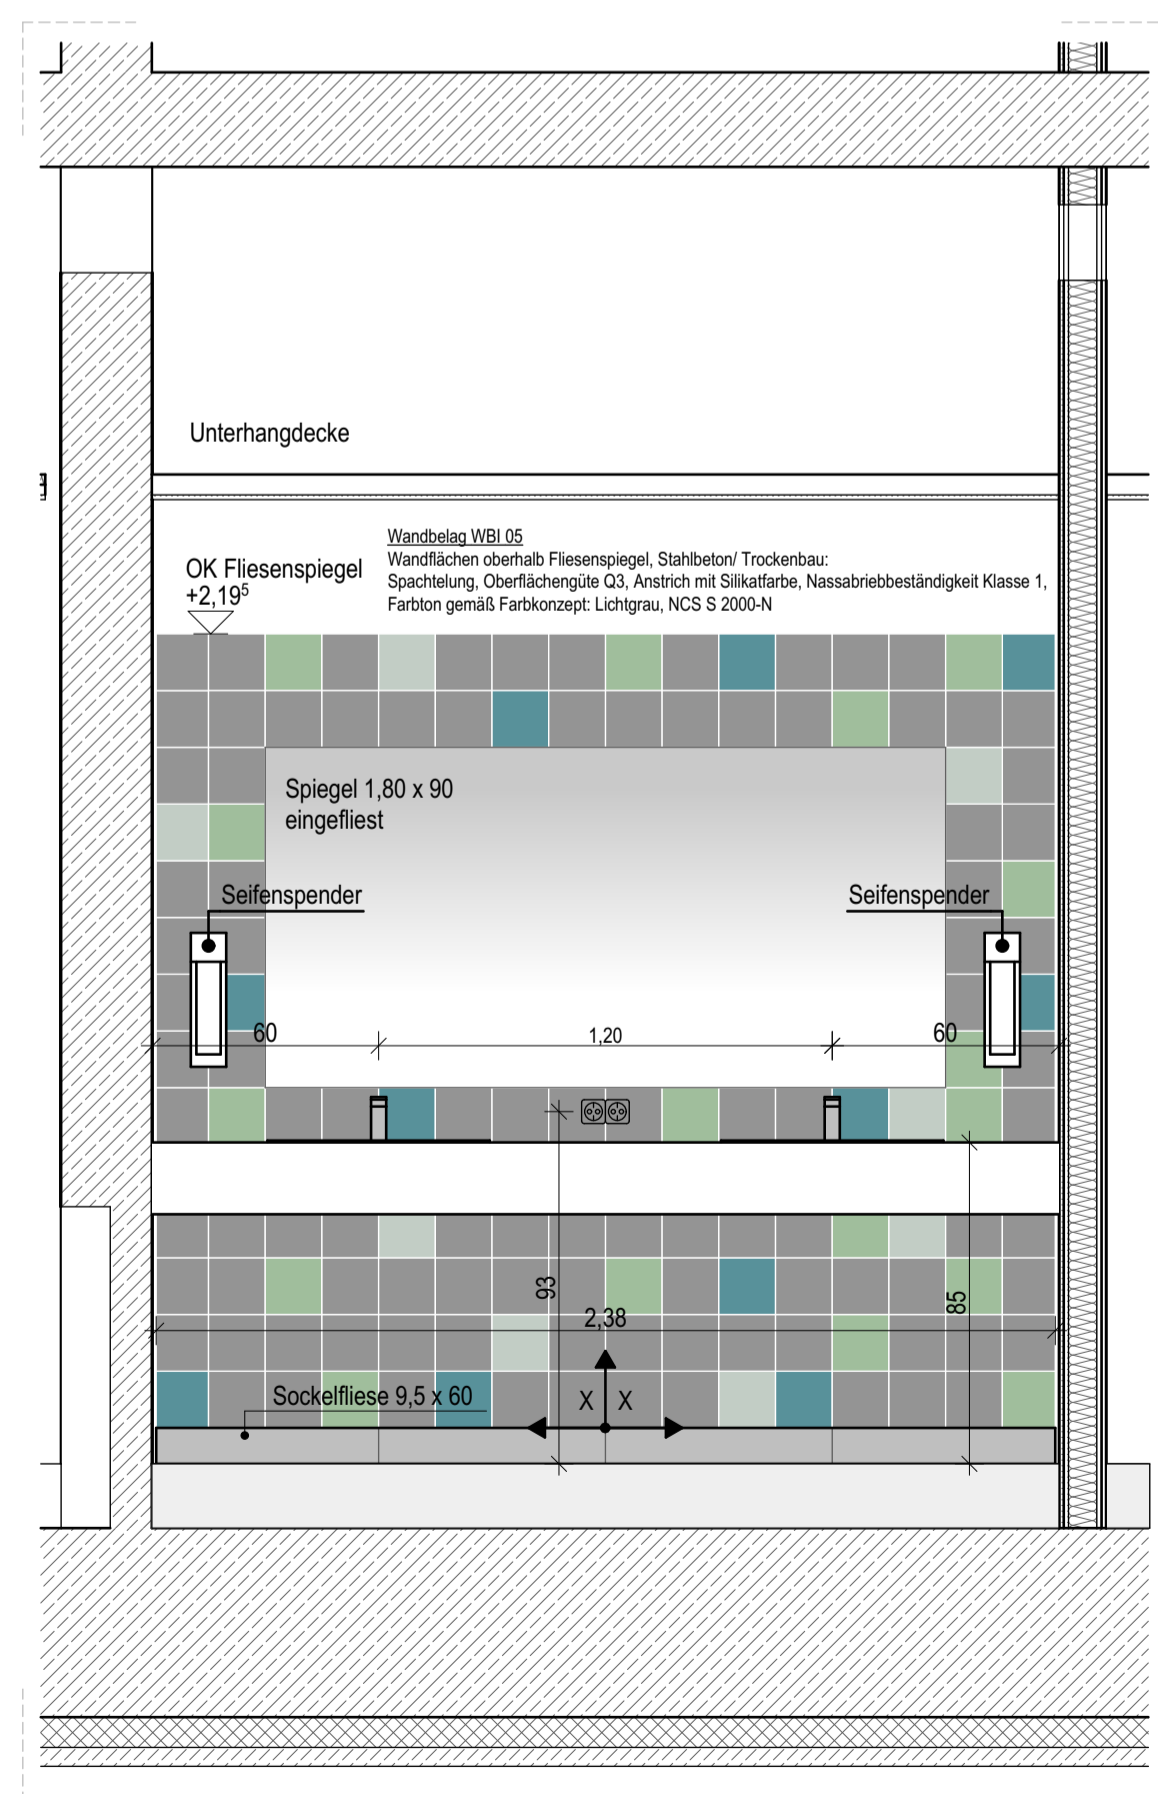 Unterhangdecke
Wandbelag WBI 05
Wandflächen oberhalb Fliesenspiegel, Stahlbeton/ Trockenbau:
Spachtelung, Oberflächengüte Q3, Anstrich mit Silikatfarbe, Nassabriebbeständigkeit Klasse 1,
Farbton gemäß Farbkonzept: Lichtgrau, NCS S 2000-N
OK Fliesenspiegel
+2,19⁵
Spiegel 1,80 x 90
eingefliest
Seifenspender
Seifenspender
60
1,20
60
93
85
2,38
Sockelfliese 9,5 x 60
X X